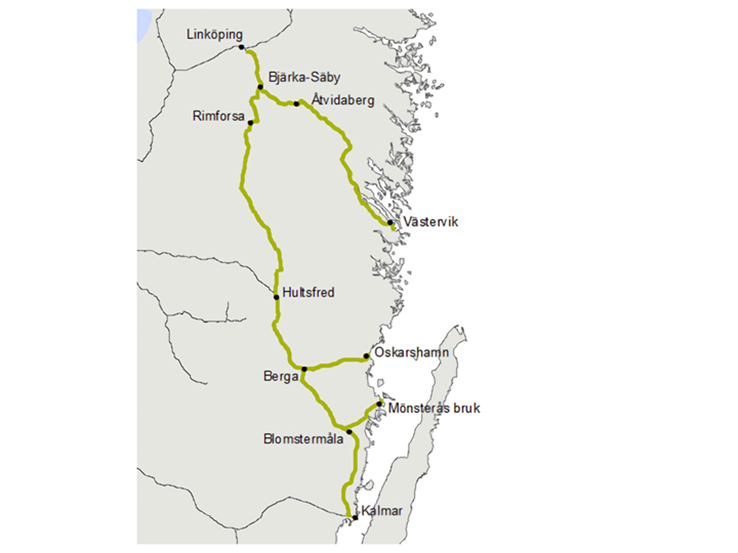 Linköping
Bjärka-Säby
Åtvidaberg
Rimforsa
Västervik
Hultsfred
Oskarshamn
Berga
Mönsterås bruk
Blomstermåla
Kalmar